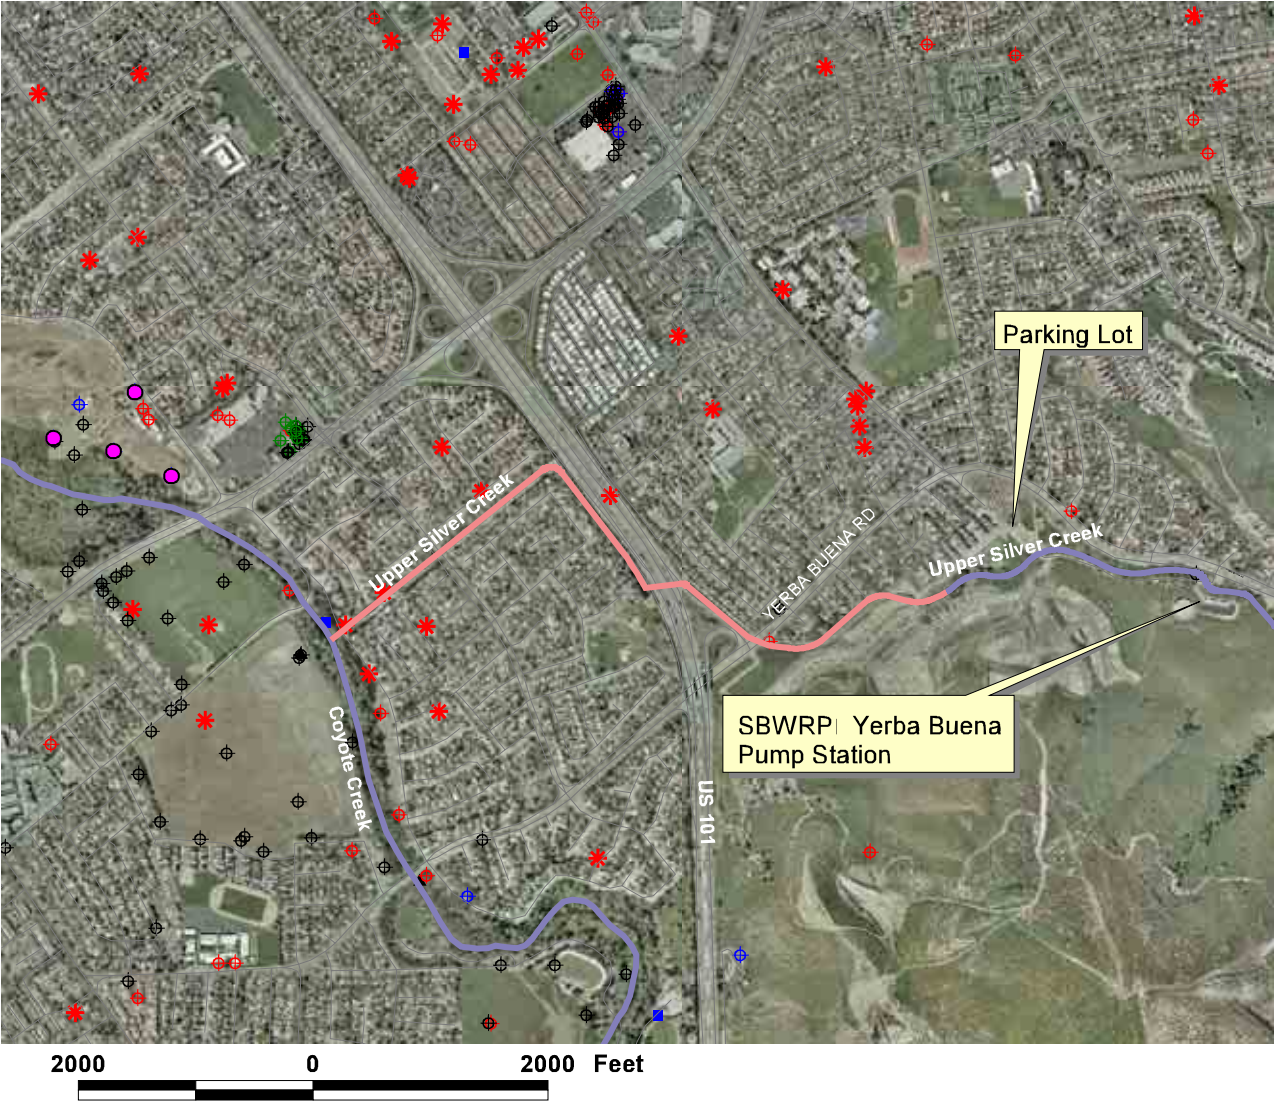 Parking Lot
Upper Silver Creek
YERBA BUENA RD
Upper Silver Creek
SBWRP Yerba Buena
Pump Station
Coyote Creek
US 101
2000 0 2000 Feet